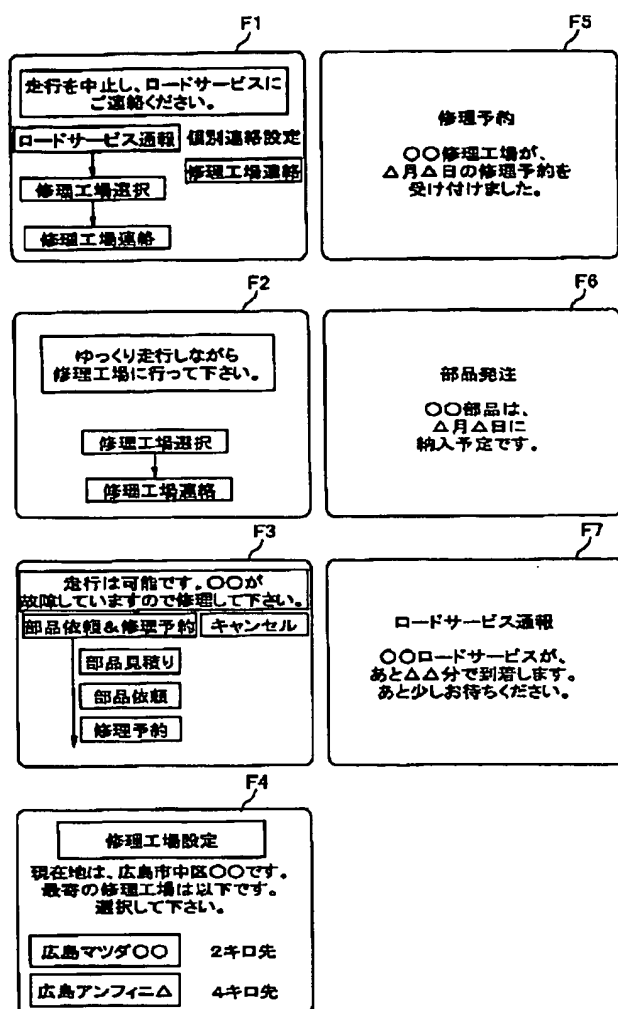 F1
走行を中止し、ロードサービスに
ご連絡ください。
ロードサービス通報
個別連絡設定
修理工場連絡
修理工場選択
修理工場連絡
F2
ゆっくり走行しながら
修理工場に行って下さい。
修理工場選択
修理工場連絡
F3
走行は可能です。〇〇が
故障していますので修理して下さい。
部品依頼&修理予約
キャンセル
部品見積り
部品依頼
修理予約
F4
修理工場設定
現在地は、広島市中区〇〇です。
最寄の修理工場は以下です。
選択して下さい。
広島マツダ〇〇 2キロ先
広島アンフィニ△ 4キロ先
F5
修理予約
〇〇修理工場が、
△月△日の修理予約を
受け付けました。
F6
部品発注
〇〇部品は、
△月△日に
納入予定です。
F7
ロードサービス通報
〇〇ロードサービスが、
あと△△分で到着します。
あと少しお待ちください。